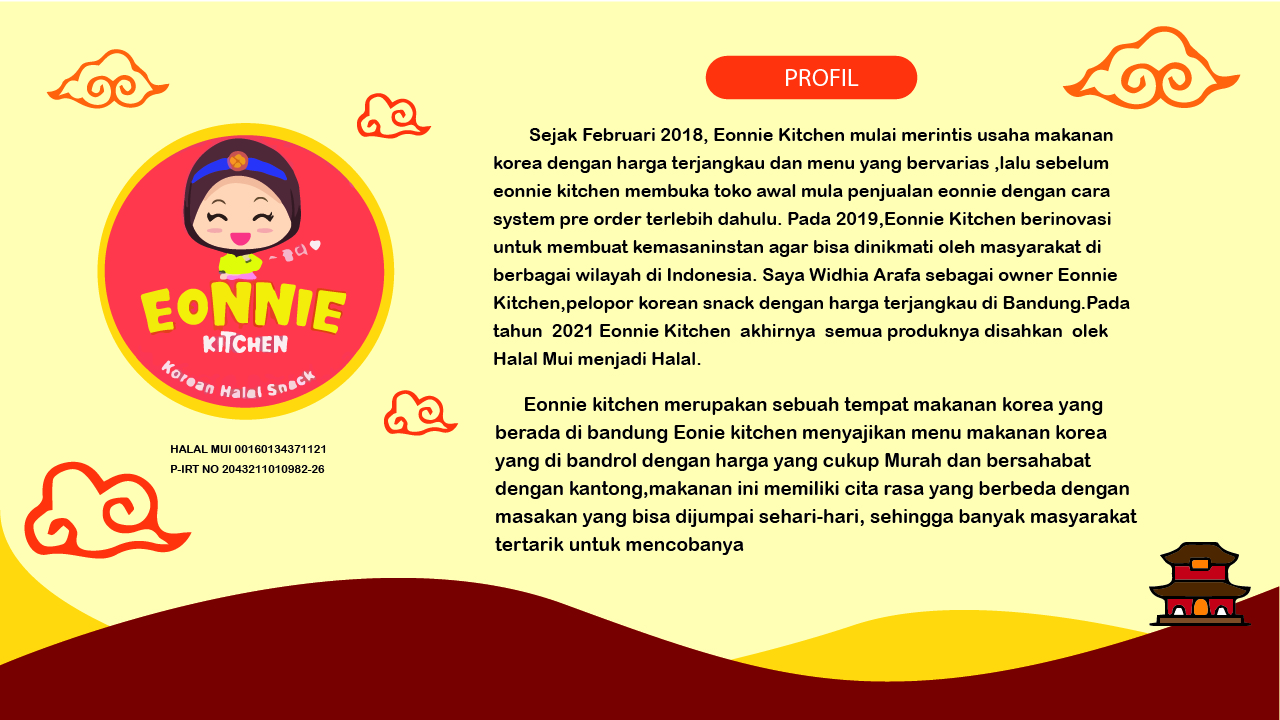 PROFIL
Sejak Februari 2018, Eonnie Kitchen mulai merintis usaha makanan
korea dengan harga terjangkau dan menu yang bervarias ,lalu sebelum
eonnie kitchen membuka toko awal mula penjualan eonnie dengan cara
system pre order terlebih dahulu. Pada 2019,Eonnie Kitchen berinovasi
untuk membuat kemasaninstan agar bisa dinikmati oleh masyarakat di
berbagai wilayah di Indonesia. Saya Widhia Arafa sebagai owner Eonnie
Kitchen,pelopor korean snack dengan harga terjangkau di Bandung.Pada
tahun 2021 Eonnie Kitchen akhirnya semua produknya disahkan olek
Halal Mui menjadi Halal.
Eonnie kitchen merupakan sebuah tempat makanan korea yang
berada di bandung Eonie kitchen menyajikan menu makanan korea
yang di bandrol dengan harga yang cukup Murah dan bersahabat
dengan kantong,makanan ini memiliki cita rasa yang berbeda dengan
masakan yang bisa dijumpai sehari-hari, sehingga banyak masyarakat
tertarik untuk mencobanya
EONNIE
KITCHEN
Korean Halal Snack
HALAL MUI 00160134371121
P-IRT NO 2043211010982-26